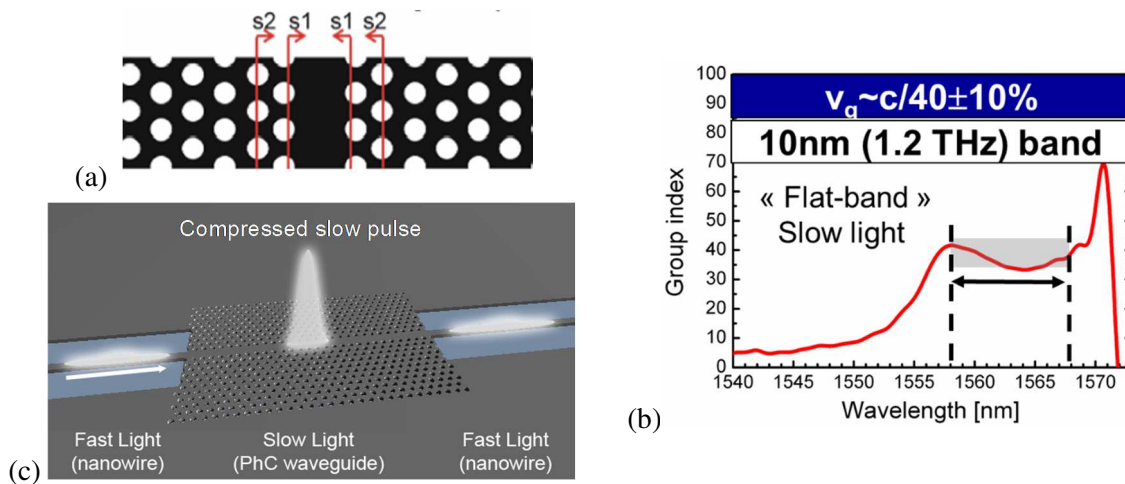 s2 s1 s1 s2
(a)
Compressed slow pulse
Fast Light
(nanowire)
Slow Light
(PhC waveguide)
Fast Light
(nanowire)
(c)
v_g~c/40±10%
10nm (1.2 THz) band
« Flat-band »
Slow light
Group index
100
90
80
70
60
50
40
30
20
10
0
1540 1545 1550 1555 1560 1565 1570
Wavelength [nm]
(b)